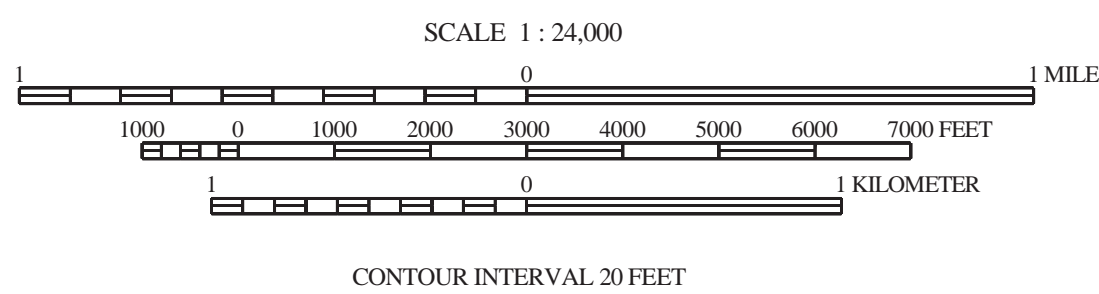 SCALE 1 : 24,000
1 0 1 MILE
1000 0 1000 2000 3000 4000 5000 6000 7000 FEET
1 0 1 KILOMETER
CONTOUR INTERVAL 20 FEET